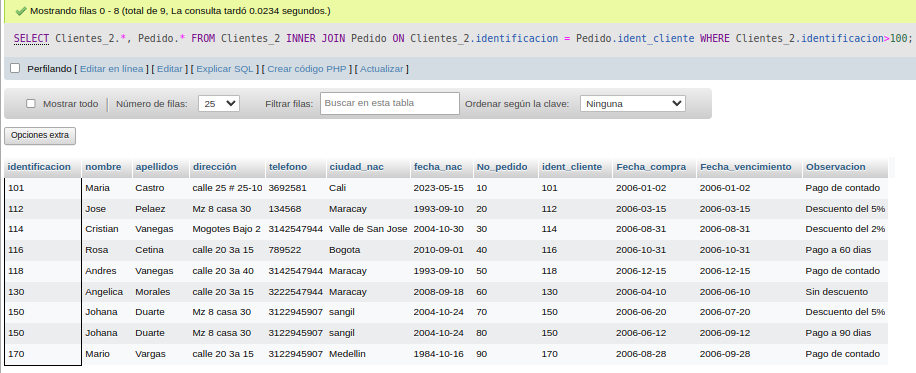 Mostrando filas 0 - 8 (total de 9, La consulta tardó 0.0234 segundos.)
SELECT Clientes_2.*, Pedido.* FROM Clientes_2 INNER JOIN Pedido ON Clientes_2.identificacion = Pedido.ident_cliente WHERE Clientes_2.identificacion>100;
Perfilando [ Editar en línea ] [ Editar ] [ Explicar SQL ] [ Crear código PHP ] [ Actualizar ]
Mostrar todo | Número de filas: 25 Filtrar filas: Buscar en esta tabla Ordenar según la clave: Ninguna
Opciones extra
identificacion nombre apellidos dirección telefono ciudad_nac fecha_nac No_pedido ident_cliente Fecha_compra Fecha_vencimiento Observacion
101 Maria Castro calle 25 # 25-10 3692581 Cali 2023-05-15 10 101 2006-01-02 2006-01-02 Pago de contado
112 Jose Pelaez Mz 8 casa 30 134568 Maracay 1993-09-10 20 112 2006-03-15 2006-03-15 Descuento del 5%
114 Cristian Vanegas Mogotes Bajo 2 3142547944 Valle de San Jose 2004-10-30 30 114 2006-08-31 2006-08-31 Descuento del 2%
116 Rosa Cetina calle 20 3a 15 789522 Bogota 2010-09-01 40 116 2006-10-31 2006-10-31 Pago a 60 dias
118 Andres Vanegas calle 20 3a 40 3142547944 Maracay 1993-09-10 50 118 2006-12-15 2006-12-15 Pago de contado
130 Angelica Morales calle 20 3a 15 3222547944 Maracay 2008-09-18 60 130 2006-04-10 2006-06-10 Sin descuento
150 Johana Duarte Mz 8 casa 30 3122945907 sangil 2004-10-24 70 150 2006-06-20 2006-07-20 Descuento del 5%
150 Johana Duarte Mz 8 casa 30 3122945907 sangil 2004-10-24 80 150 2006-06-12 2006-09-12 Pago a 90 dias
170 Mario Vargas calle 20 3a 15 3122945907 Medellin 1984-10-16 90 170 2006-08-28 2006-09-28 Pago de contado